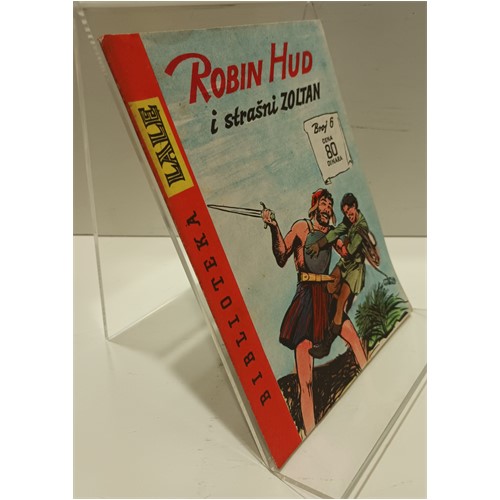 ROBIN HUD
i strašni ZOLTAN
Broj 6
CENA
80
DINARA
LALE
BIBLIOTEKA